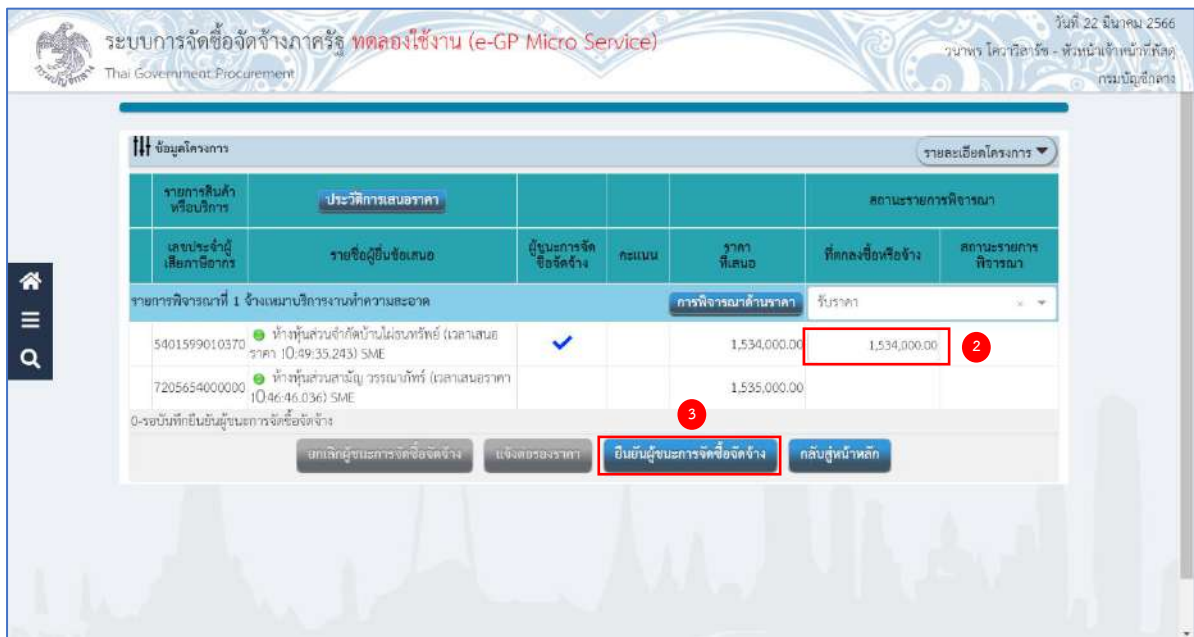 วันที่ 22 มีนาคม 2566
ระบบการจัดซื้อจัดจ้างภาครัฐ ทดลองใช้งาน (e-GP Micro Service)
วนาพร โควาวิสารัช - หัวหน้าเจ้าหน้าที่พัสดุ
Thai Government Procurement
กรมบัญชีกลาง
ข้อมูลโครงการ
รายละเอียดโครงการ
รายการสินค้าหรือบริการ ประวัติการเสนอราคา สถานะรายการพิจารณา
เลขประจำผู้เสียภาษีอากร รายชื่อผู้ยื่นข้อเสนอ ผู้ชนะการจัดซื้อจัดจ้าง คะแนน ราคาที่เสนอ ที่ตกลงซื้อหรือจ้าง สถานะรายการพิจารณา
รายการพิจารณาที่ 1 จ้างเหมาบริการงานทำความสะอาด การพิจารณาด้านราคา รับราคา
5401599010370 ห้างหุ้นส่วนจำกัดบ้านไผ่ธนทรัพย์ (เวลาเสนอ
ราคา 10:49:35.243) SME 1,534,000.00 1,534,000.00 2
7205654000000 ห้างหุ้นส่วนสามัญ วรรณาภัทร์ (เวลาเสนอราคา
10:46:46.036) SME 1,535,000.00
0-รอบันทึกยืนยันผู้ชนะการจัดซื้อจัดจ้าง
3
ยกเลิกผู้ชนะการจัดซื้อจัดจ้าง แจ้งต่อรองราคา ยืนยันผู้ชนะการจัดซื้อจัดจ้าง กลับสู่หน้าหลัก